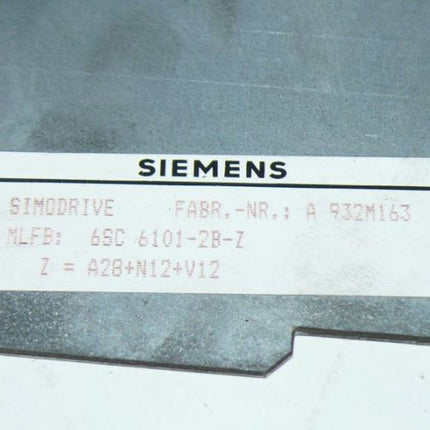 SIEMENS
SIMODRIVE FABR.-NR.: A 932M163
MLFB: 6SC 6101-2B-Z
Z = A28+N12+V12